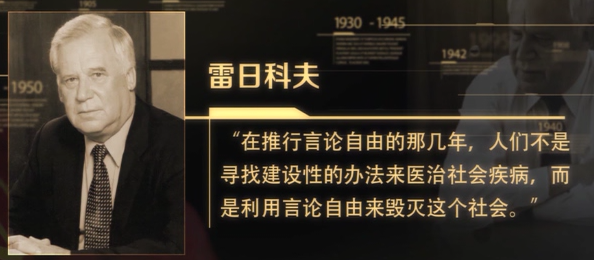 1905
1930 - 1945
1942
1950
1940
雷日科夫
“在推行言论自由的那几年，人们不是
寻找建设性的办法来医治社会疾病，而
是利用言论自由来毁灭这个社会。”